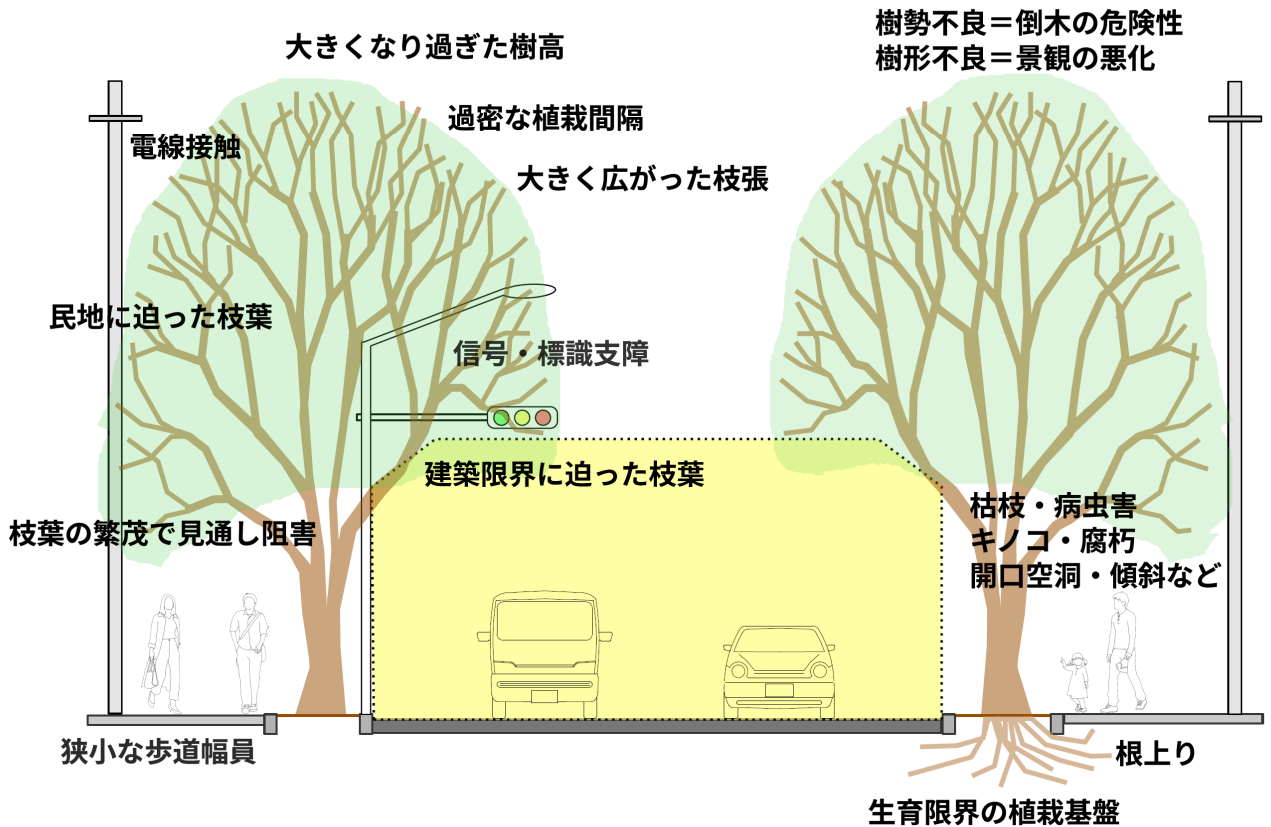 樹勢不良＝倒木の危険性
樹形不良＝景観の悪化
大きくなり過ぎた樹高
過密な植栽間隔
電線接触
大きく広がった枝張
民地に迫った枝葉
信号・標識支障
建築限界に迫った枝葉
枝葉の繁茂で見通し阻害
枯枝・病虫害
キノコ・腐朽
開口空洞・傾斜など
狭小な歩道幅員
根上り
生育限界の植栽基盤